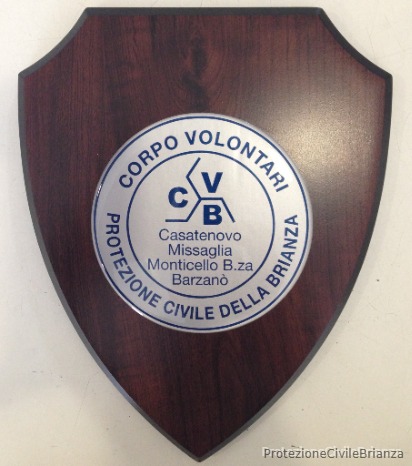 CORPO VOLONTARI
C V B
Casatenovo
Missaglia
Monticello B.za
Barzanò
PROTEZIONE CIVILE DELLA BRIANZA
ProtezioneCivileBrianza